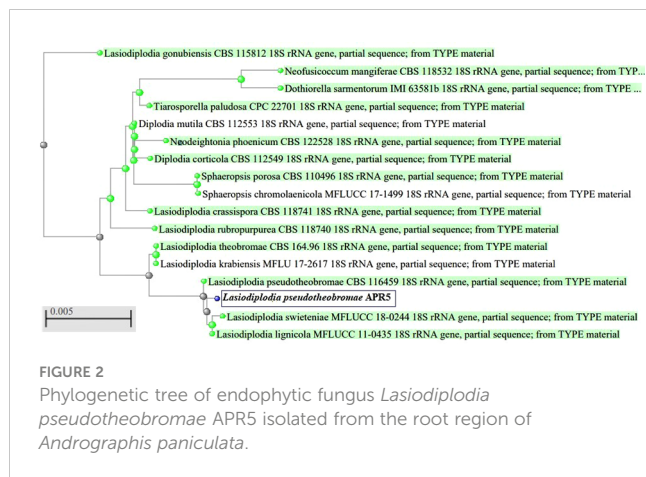 Lasiodiplodia gonubiensis CBS 115812 18S rRNA gene, partial sequence; from TYPE material
Neofusicoccum mangiferae CBS 118532 18S rRNA gene, partial sequence; from TYP...
Dothiorella sarmentorum IMI 63581b 18S rRNA gene, partial sequence; from TYPE ...
Tiarosporella paludosa CPC 22701 18S rRNA gene, partial sequence; from TYPE material
Diplodia mutila CBS 112553 18S rRNA gene, partial sequence; from TYPE material
Neodeightonia phoenicum CBS 122528 18S rRNA gene, partial sequence; from TYPE material
Diplodia corticola CBS 112549 18S rRNA gene, partial sequence; from TYPE material
Sphaeropsis porosa CBS 110496 18S rRNA gene, partial sequence; from TYPE material
Sphaeropsis chromolaenicola MFLUCC 17-1499 18S rRNA gene, partial sequence; from TYPE material
Lasiodiplodia crassispora CBS 118741 18S rRNA gene, partial sequence; from TYPE material
Lasiodiplodia rubropurpurea CBS 118740 18S rRNA gene, partial sequence; from TYPE material
Lasiodiplodia theobromae CBS 164.96 18S rRNA gene, partial sequence; from TYPE material
Lasiodiplodia krabiensis MFLU 17-2617 18S rRNA gene, partial sequence; from TYPE material
Lasiodiplodia pseudotheobromae CBS 116459 18S rRNA gene, partial sequence; from TYPE material
Lasiodiplodia pseudotheobromae APR5
Lasiodiplodia swieteniae MFLUCC 18-0244 18S rRNA gene, partial sequence; from TYPE material
Lasiodiplodia lignicola MFLUCC 11-0435 18S rRNA gene, partial sequence; from TYPE material
0.005
FIGURE 2
Phylogenetic tree of endophytic fungus Lasiodiplodia
pseudotheobromae APR5 isolated from the root region of
Andrographis paniculata.